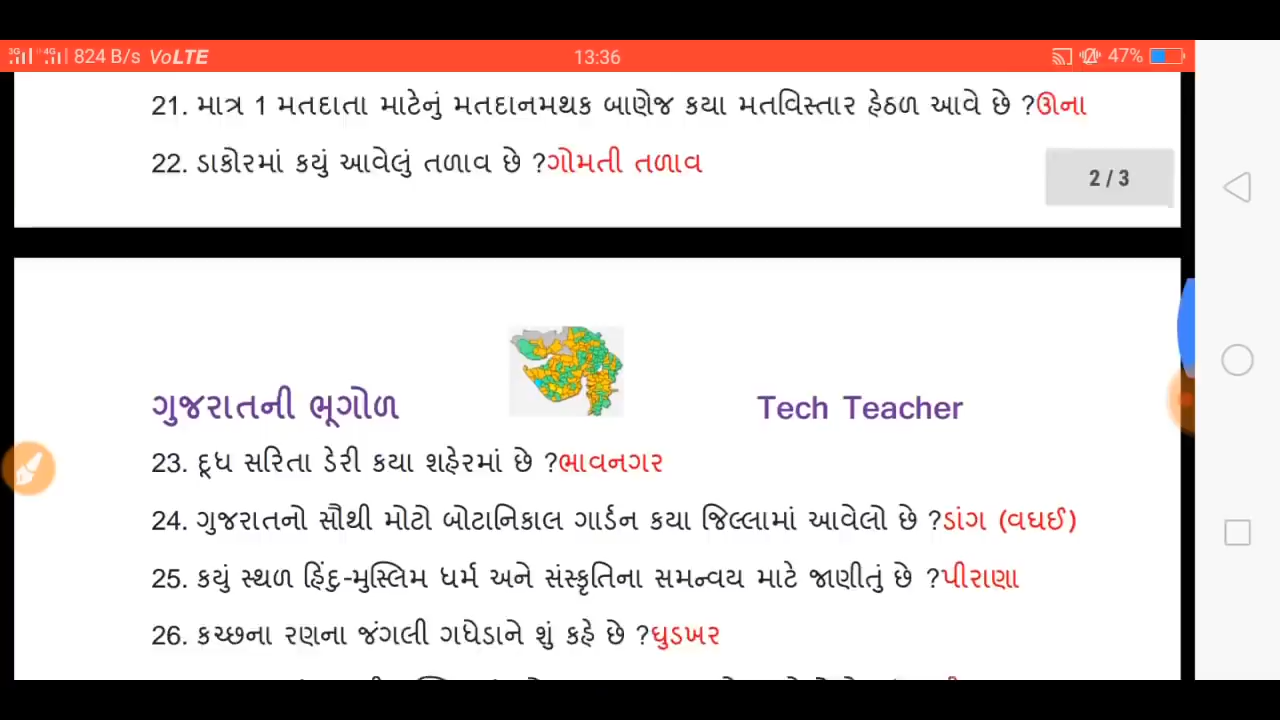 3G 4G 824 B/s VoLTE 13:36 47%
21. માત્ર 1 મતદાતા માટેનું મતદાનમથક બાણેજ કયા મતવિસ્તાર હેઠળ આવે છે ?ઊના
22. ડાકોરમાં કયું આવેલું તળાવ છે ?ગોમતી તળાવ
2 / 3
ગુજરાતની ભૂગોળ Tech Teacher
23. દૂધ સરિતા ડેરી કયા શહેરમાં છે ?ભાવનગર
24. ગુજરાતનો સૌથી મોટો બોટાનિકાલ ગાર્ડન કયા જિલ્લામાં આવેલો છે ?ડાંગ (વઘઈ)
25. કયું સ્થળ હિંદુ-મુસ્લિમ ધર્મ અને સંસ્કૃતિના સમન્વય માટે જાણીતું છે ?પીરાણા
26. કચ્છના રણના જંગલી ગધેડાને શું કહે છે ?ઘુડખર